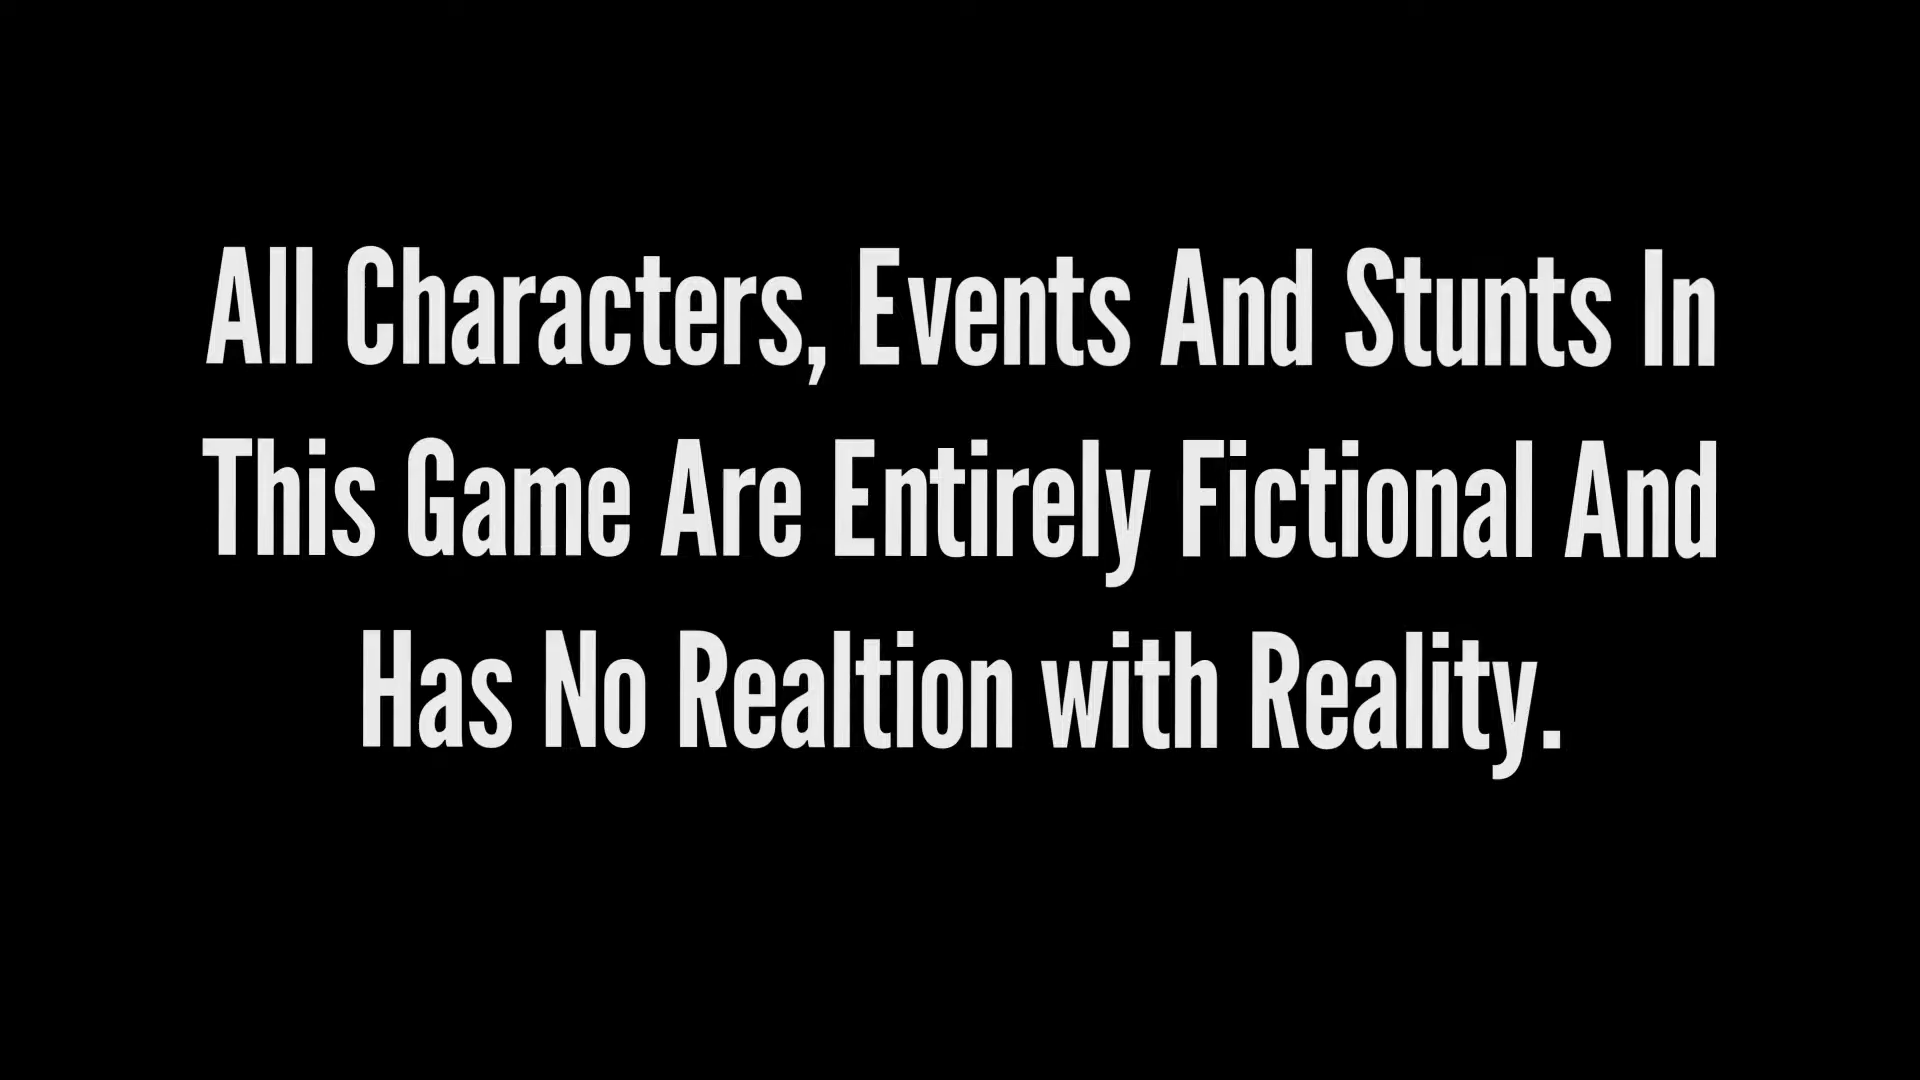 All Characters, Events And Stunts In
This Game Are Entirely Fictional And
Has No Realtion with Reality.